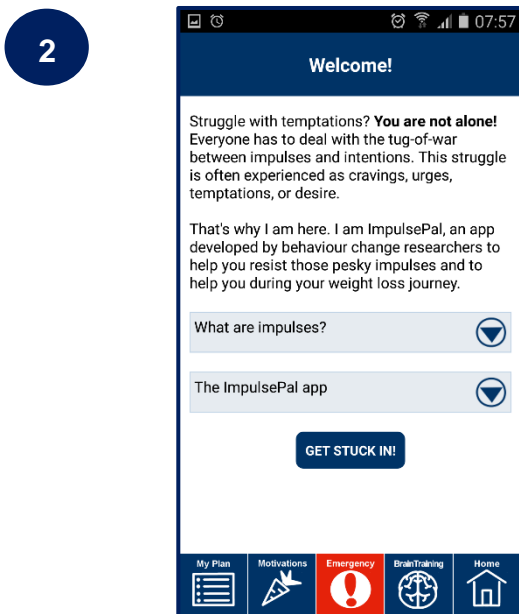 2
07:57
Welcome!
Struggle with temptations? You are not alone!
Everyone has to deal with the tug-of-war
between impulses and intentions. This struggle
is often experienced as cravings, urges,
temptations, or desire.
That's why I am here. I am ImpulsePal, an app
developed by behaviour change researchers to
help you resist those pesky impulses and to
help you during your weight loss journey.
What are impulses?
The ImpulsePal app
GET STUCK IN!
My Plan Motivations Emergency BrainTraining Home